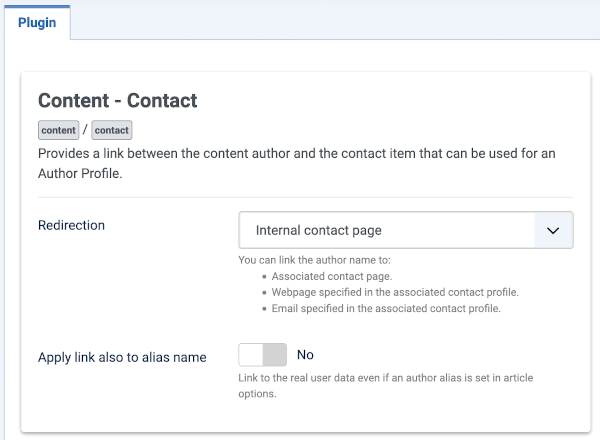 Plugin
Content - Contact
content / contact
Provides a link between the content author and the contact item that can be used for an
Author Profile.
Redirection
Internal contact page
You can link the author name to:
• Associated contact page.
• Webpage specified in the associated contact profile.
• Email specified in the associated contact profile.
Apply link also to alias name
No
Link to the real user data even if an author alias is set in article
options.